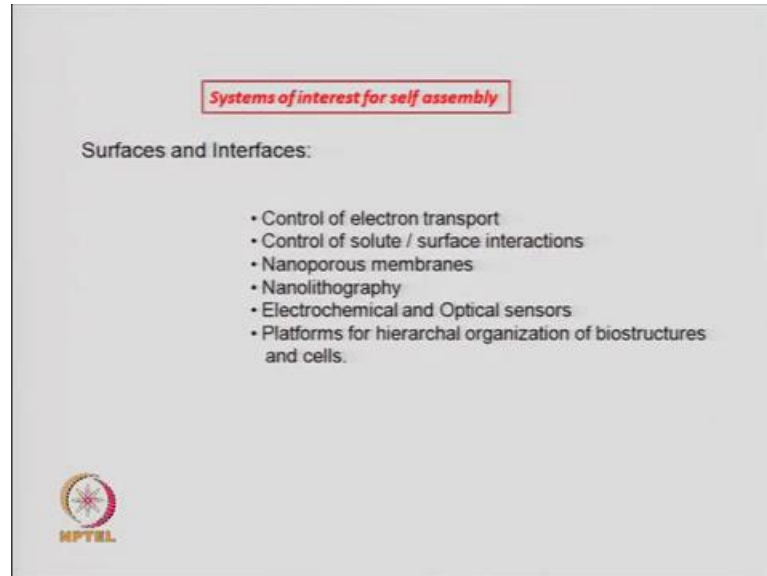 Systems of interest for self assembly
Surfaces and Interfaces:
• Control of electron transport
• Control of solute / surface interactions
• Nanoporous membranes
• Nanolithography
• Electrochemical and Optical sensors
• Platforms for hierarchal organization of biostructures
and cells.
NPTEL